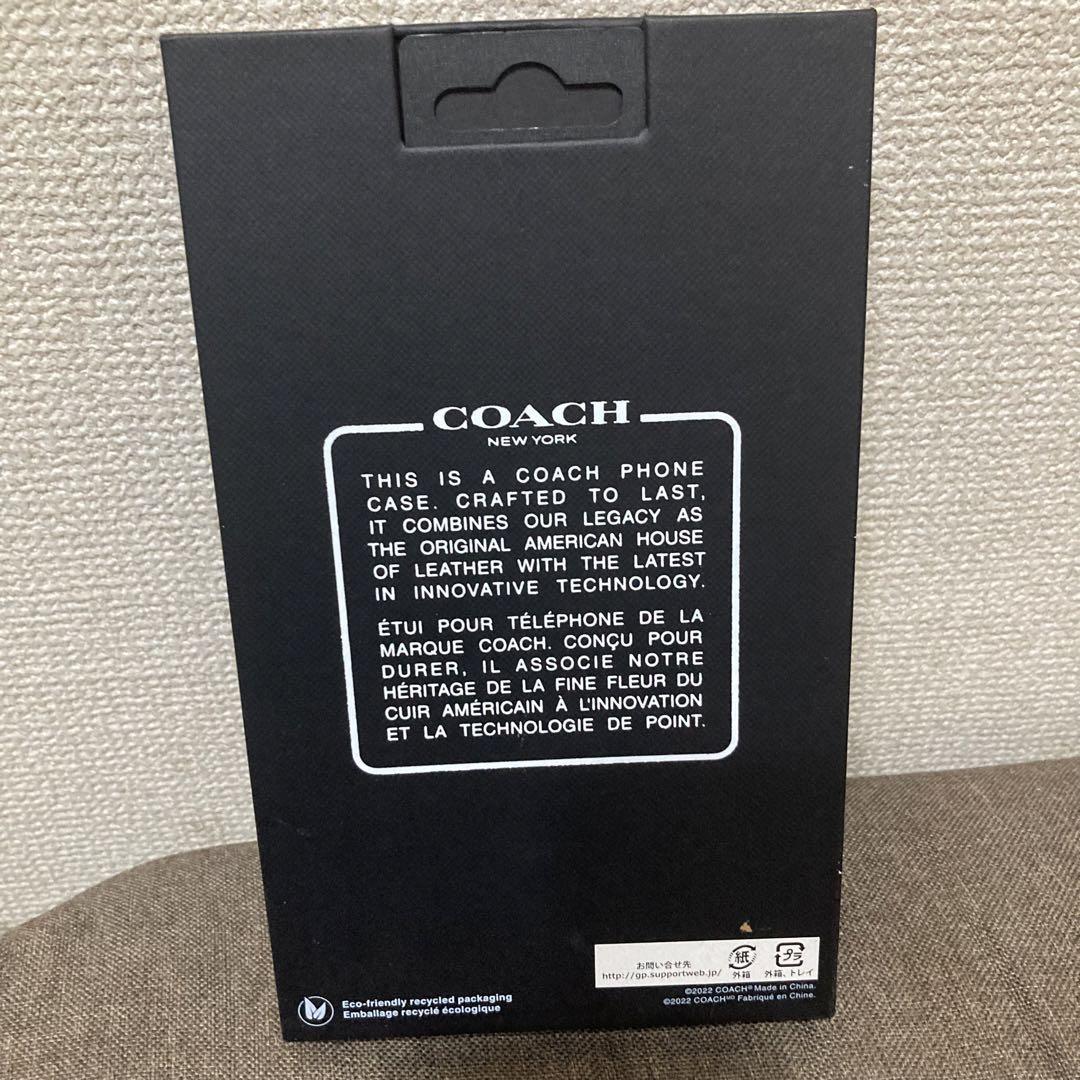 COACH
NEW YORK
THIS IS A COACH PHONE
CASE. CRAFTED TO LAST,
IT COMBINES OUR LEGACY AS
THE ORIGINAL AMERICAN HOUSE
OF LEATHER WITH THE LATEST
IN INNOVATIVE TECHNOLOGY.
ÉTUI POUR TÉLÉPHONE DE LA
MARQUE COACH. CONÇU POUR
DURER, IL ASSOCIE NOTRE
HÉRITAGE DE LA FINE FLEUR DU
CUIR AMÉRICAIN À L'INNOVATION
ET LA TECHNOLOGIE DE POINT.
お問い合せ先
http://gp.supportweb.jp/
紙
外箱
プラ
外箱、トレイ
©2022 COACH® Made in China.
©2022 COACHᴹᴰ Fabriqué en Chine.
Eco-friendly recycled packaging
Emballage recyclé écologique